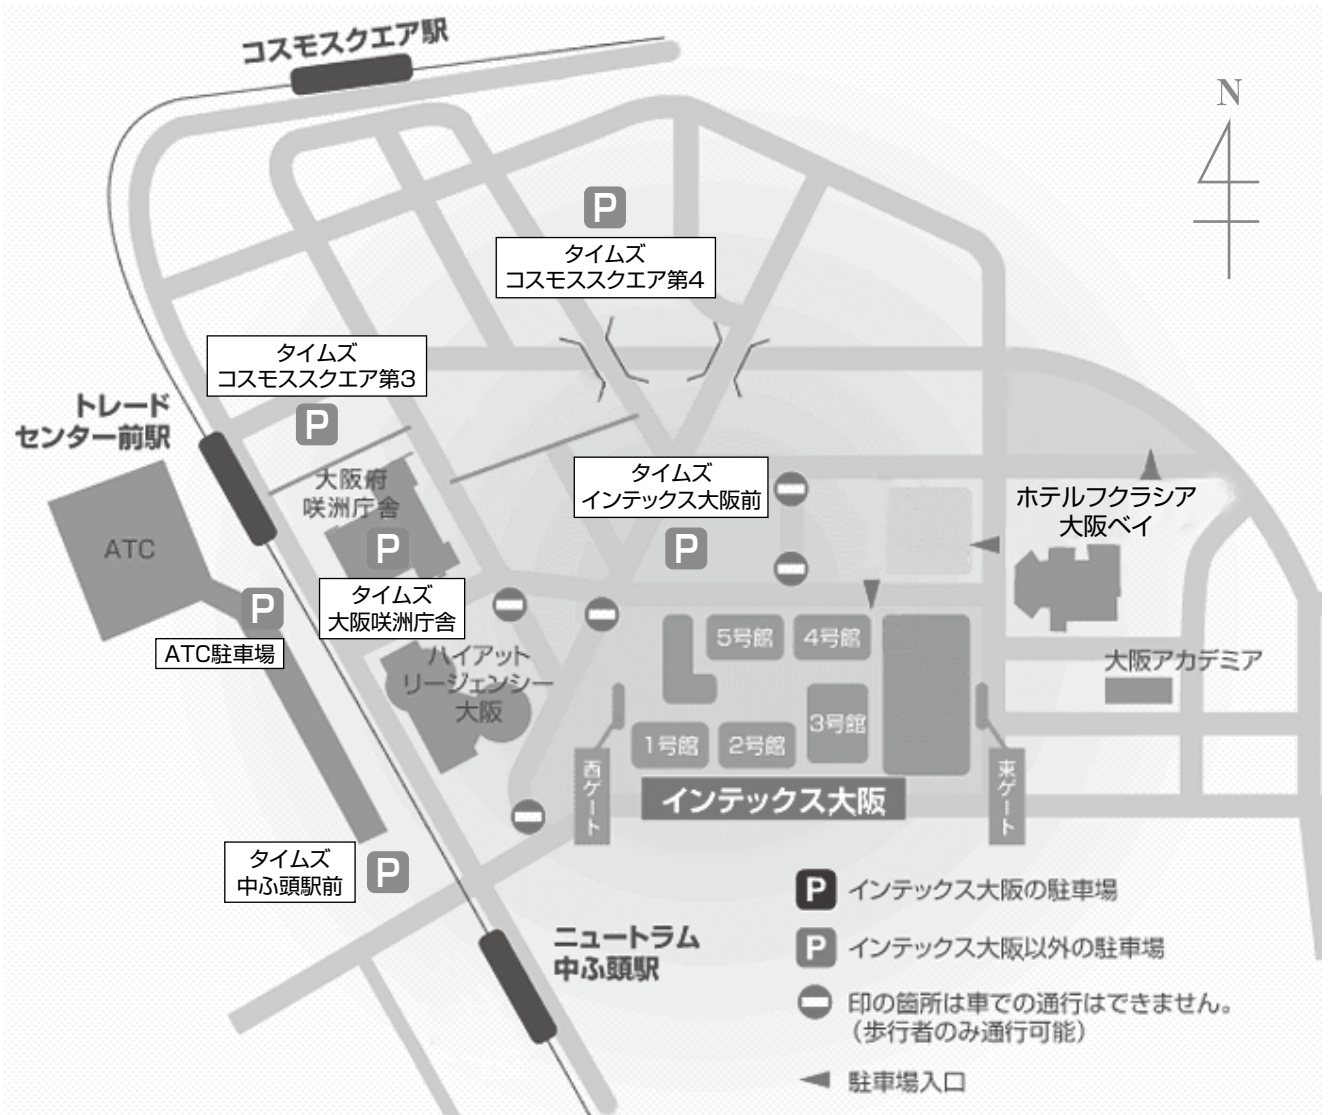 コスモスクエア駅
N
P
タイムズ
コスモススクエア第4
タイムズ
コスモススクエア第3
P
トレード
センター前駅
大阪府
咲洲庁舎
P
タイムズ
大阪咲洲庁舎
タイムズ
インテックス大阪前
P
ホテルフクラシア
大阪ベイ
ATC
P
ATC駐車場
ハイアット
リージェンシー
大阪
5号館
4号館
大阪アカデミア
3号館
1号館
2号館
西ゲート
東ゲート
インテックス大阪
タイムズ
中ふ頭駅前
P
ニュートラム
中ふ頭駅
P インテックス大阪の駐車場
P インテックス大阪以外の駐車場
印の箇所は車での通行はできません。
（歩行者のみ通行可能）
駐車場入口